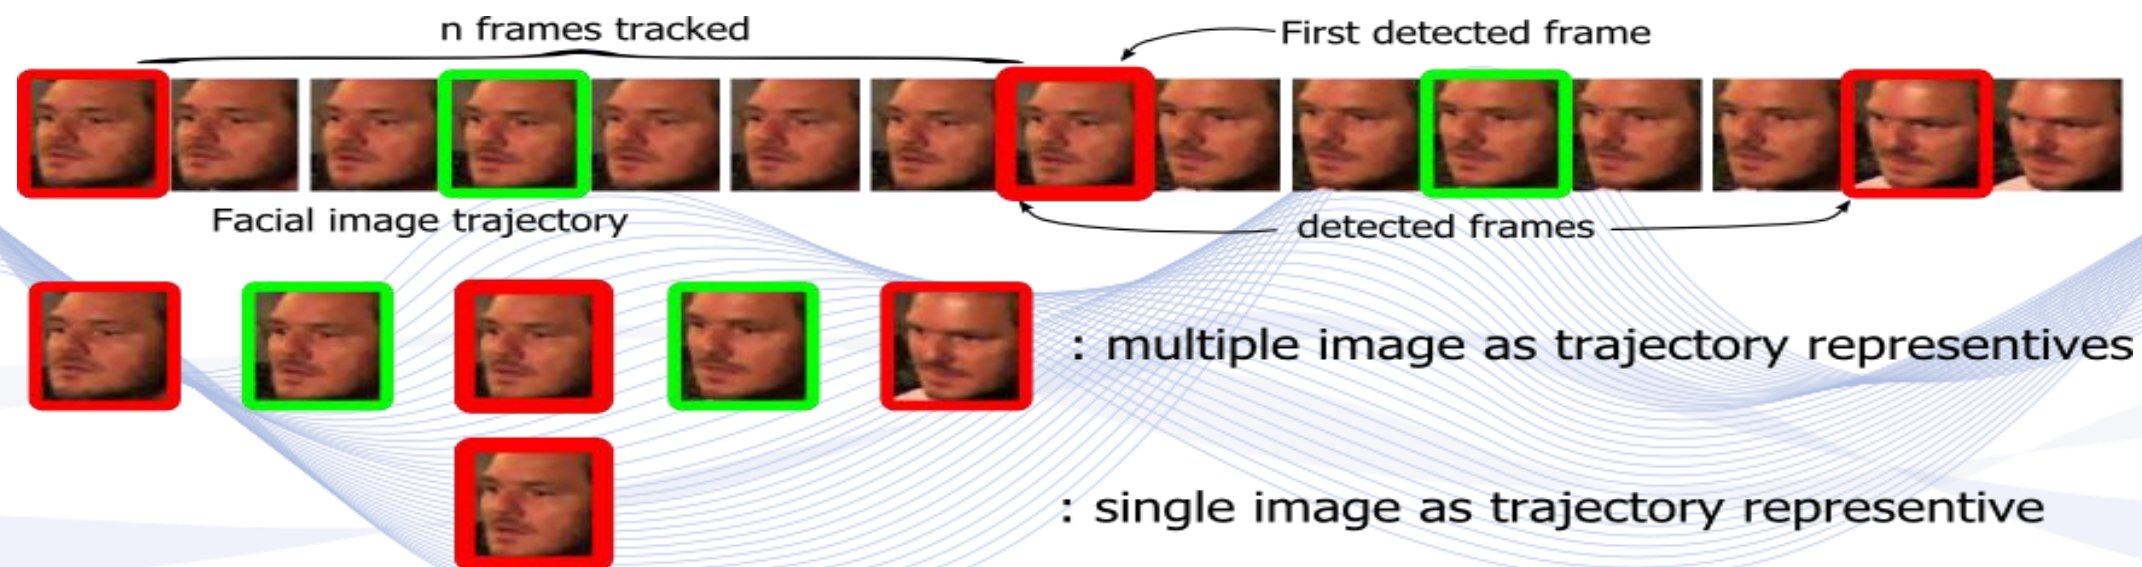 n frames tracked
First detected frame
Facial image trajectory
detected frames
: multiple image as trajectory representives
: single image as trajectory representive